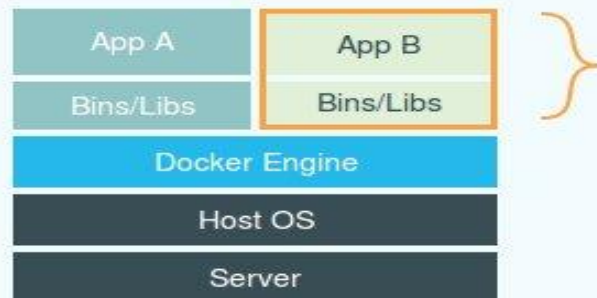 App A App B
Bins/Libs Bins/Libs
Docker Engine
Host OS
Server